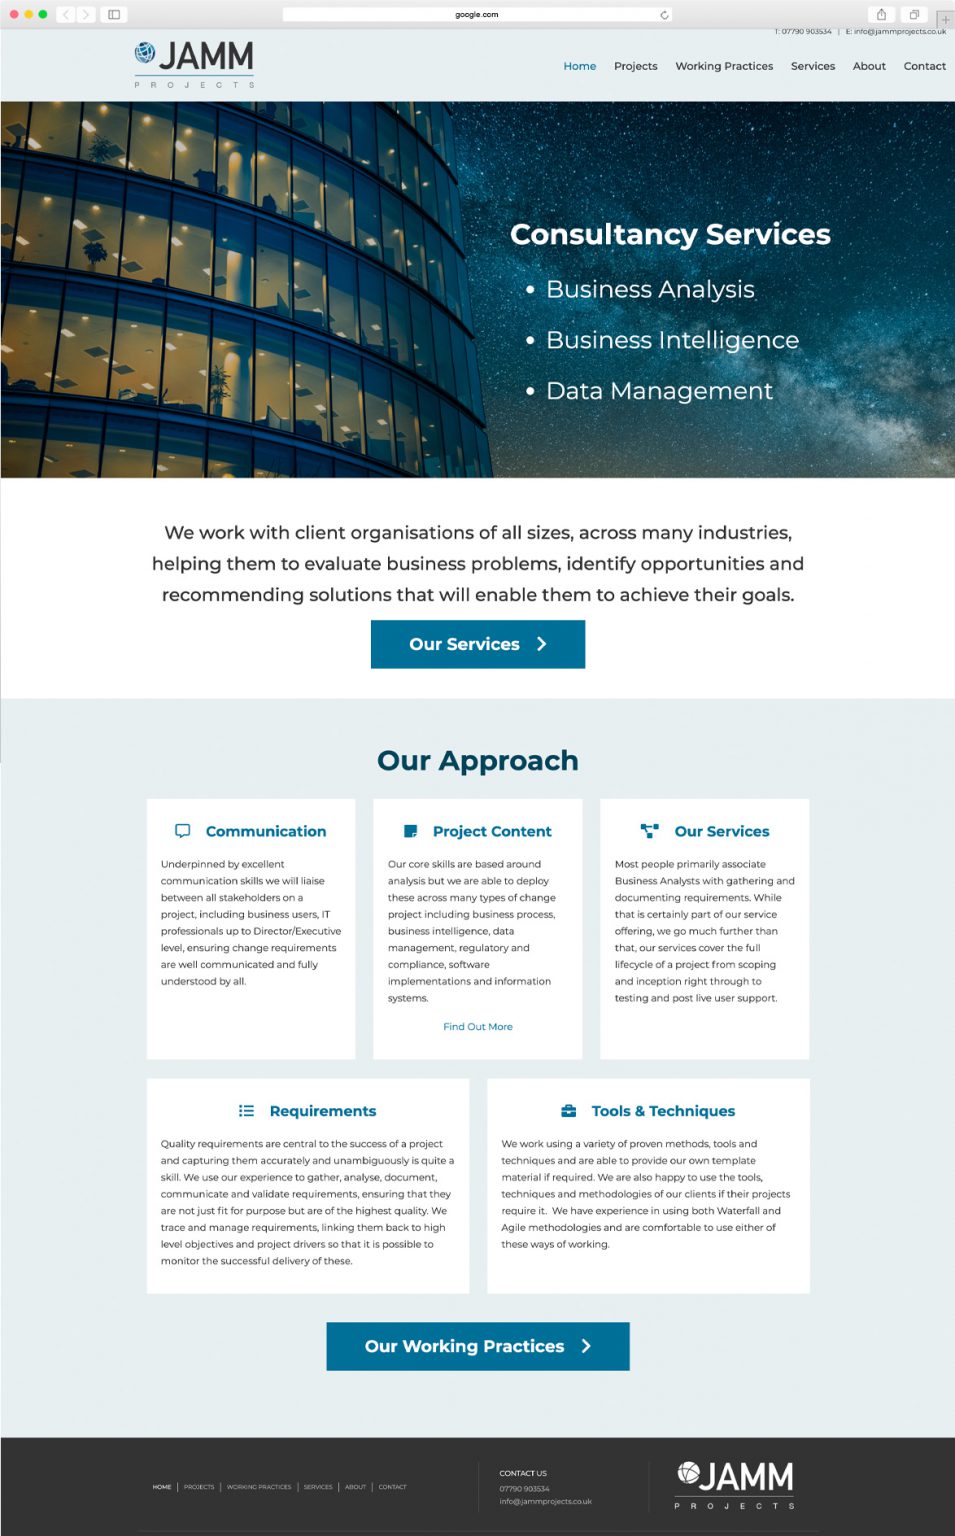 google.com
T: 07790 903534 | E: info@jammprojects.co.uk
JAMM
PROJECTS
Home Projects Working Practices Services About Contact
Consultancy Services
• Business Analysis
• Business Intelligence
• Data Management
We work with client organisations of all sizes, across many industries,
helping them to evaluate business problems, identify opportunities and
recommending solutions that will enable them to achieve their goals.
Our Services
Our Approach
Communication
Underpinned by excellent
communication skills we will liaise
between all stakeholders on a
project, including business users, IT
professionals up to Director/Executive
level, ensuring change requirements
are well communicated and fully
understood by all.
Project Content
Our core skills are based around
analysis but we are able to deploy
these across many types of change
project including business process,
business intelligence, data
management, regulatory and
compliance, software
implementations and information
systems.
Find Out More
Our Services
Most people primarily associate
Business Analysts with gathering and
documenting requirements. While
that is certainly part of our service
offering, we go much further than
that, our services cover the full
lifecycle of a project from scoping
and inception right through to
testing and post live user support.
Requirements
Quality requirements are central to the success of a project
and capturing them accurately and unambiguously is quite a
skill. We use our experience to gather, analyse, document,
communicate and validate requirements, ensuring that they
are not just fit for purpose but are of the highest quality. We
trace and manage requirements, linking them back to high
level objectives and project drivers so that it is possible to
monitor the successful delivery of these.
Tools & Techniques
We work using a variety of proven methods, tools and
techniques and are able to provide our own template
material if required. We are also happy to use the tools,
techniques and methodologies of our clients if their projects
require it. We have experience in using both Waterfall and
Agile methodologies and are comfortable to use either of
these ways of working.
Our Working Practices
HOME | PROJECTS | WORKING PRACTICES | SERVICES | ABOUT | CONTACT
CONTACT US
07790 903534
info@jammprojects.co.uk
JAMM
PROJECTS